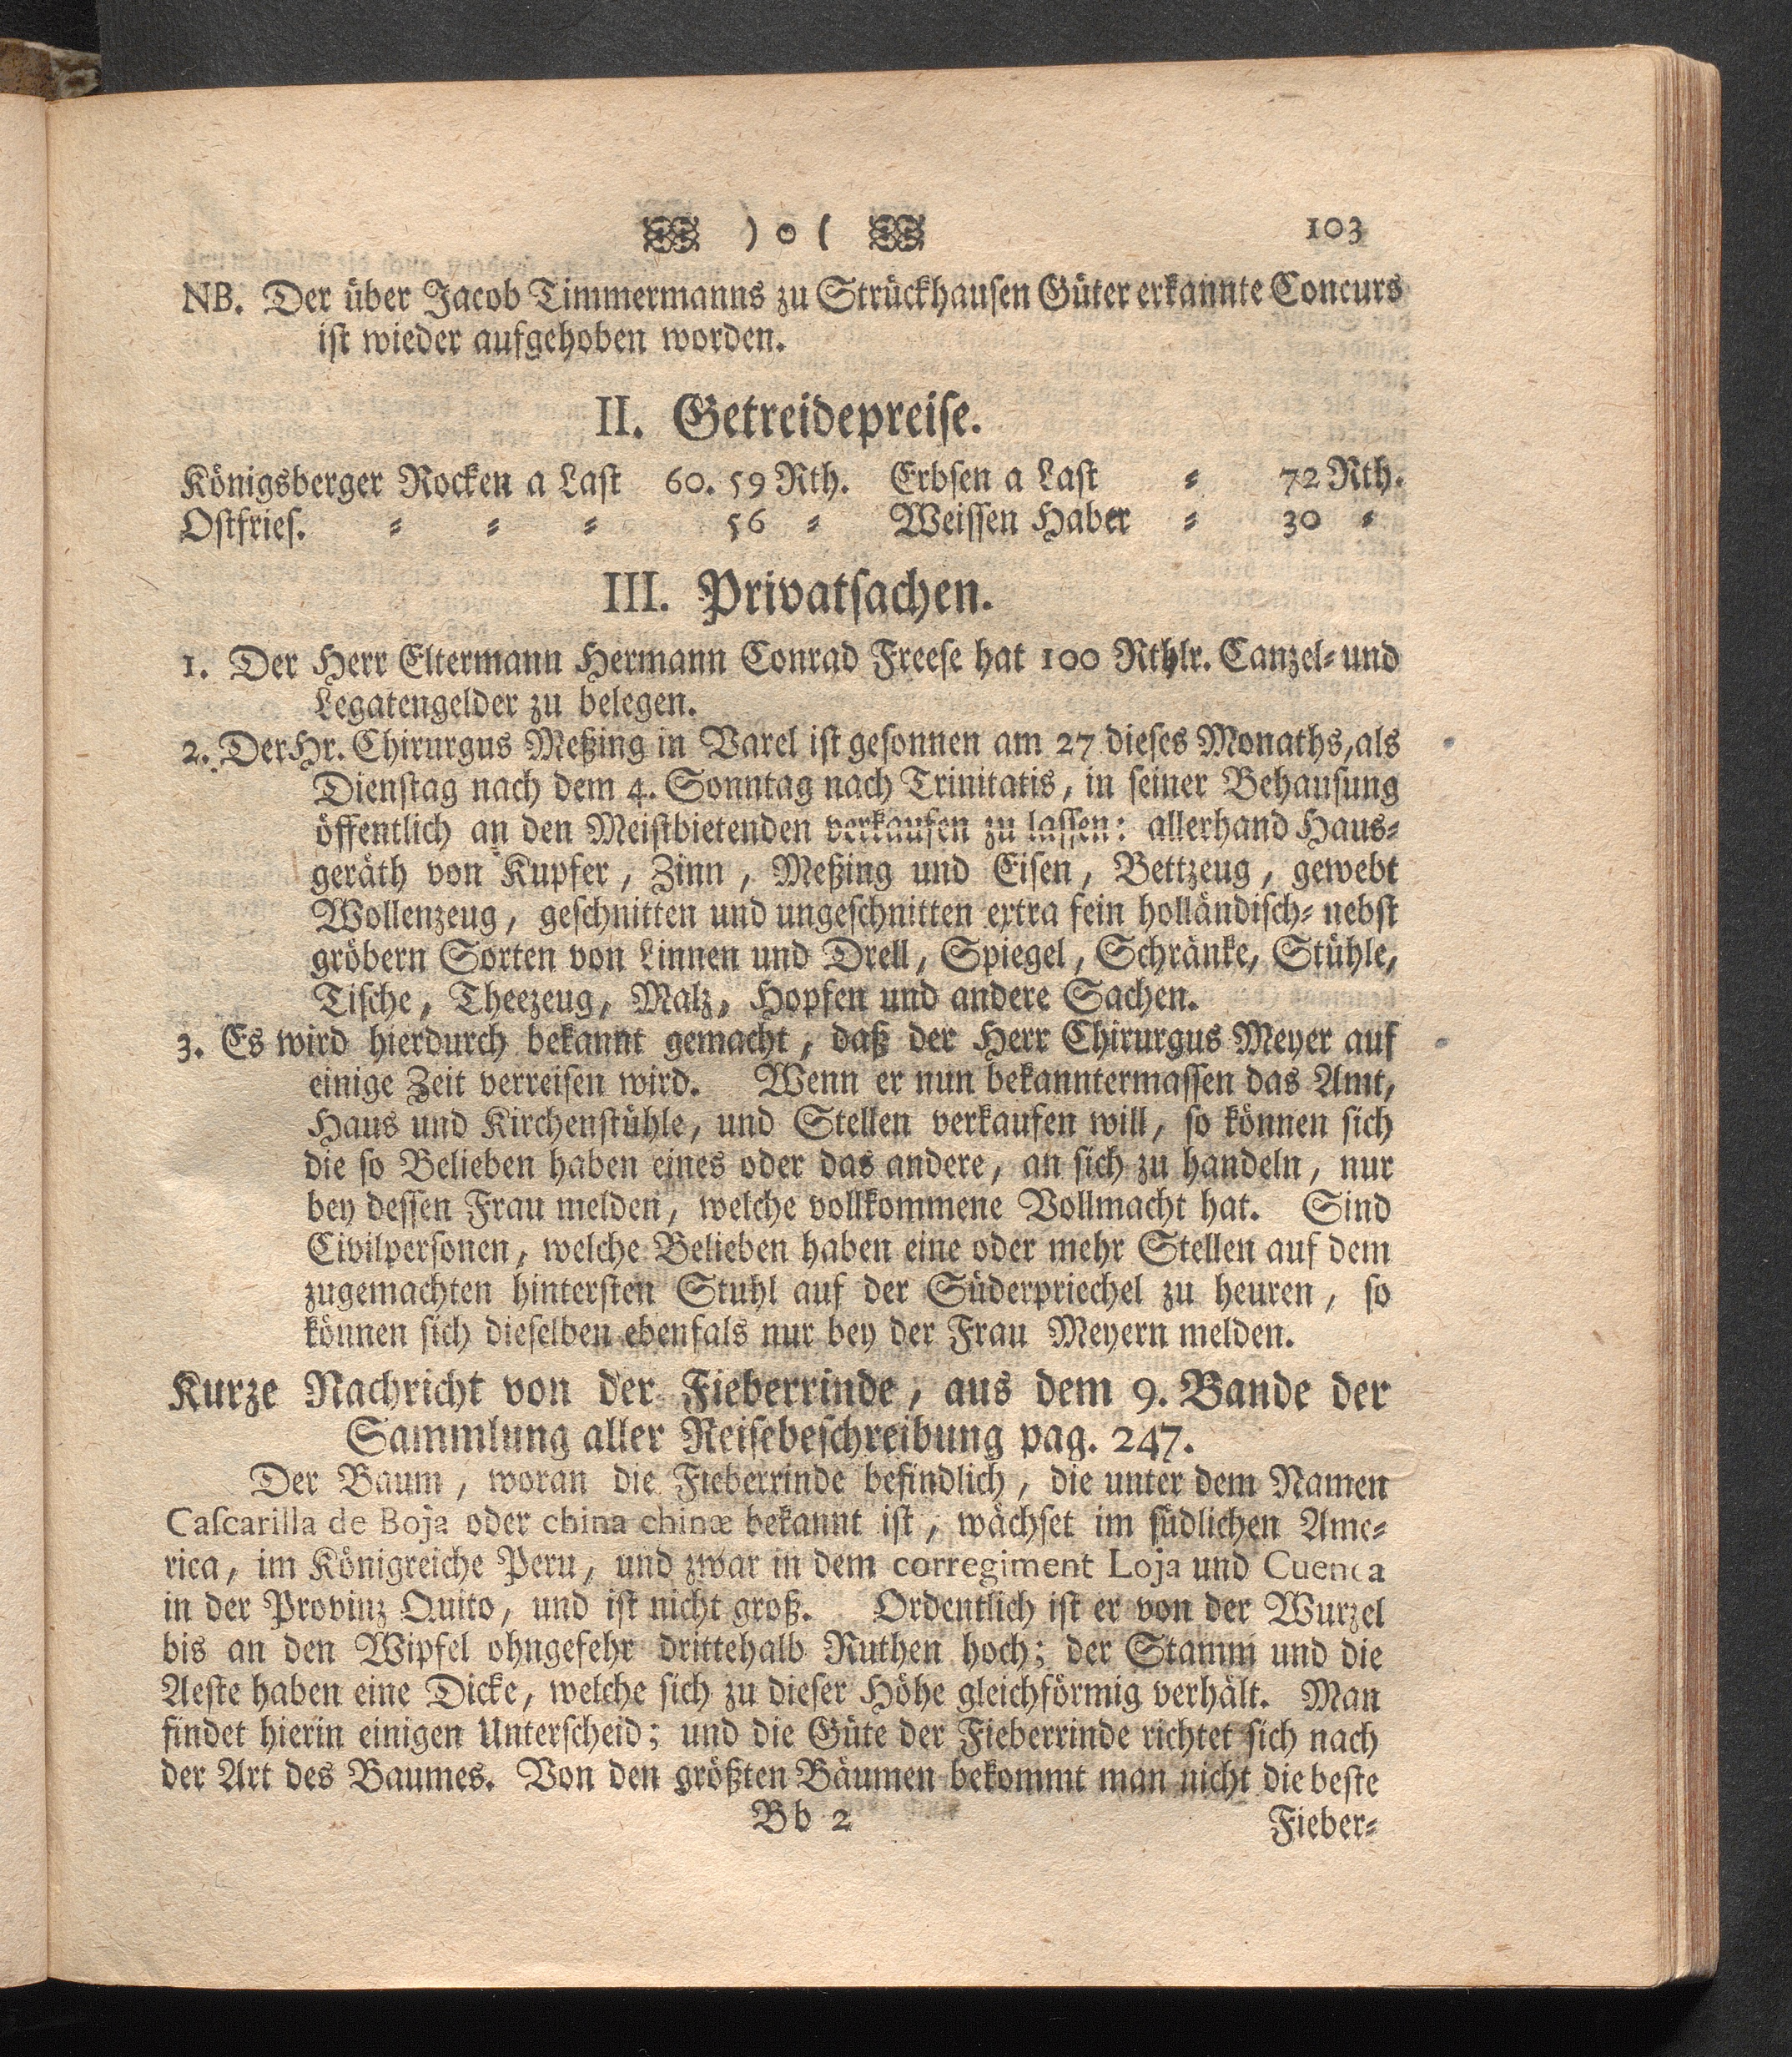 ) o ( 103
NB. Der über Jacob Timmermanns zu Strückhausen Güter erkannte Concurs
ist wieder aufgehoben worden.
II. Getreidepreise.
Königsberger Rocken a Last 60. 59 Rth. Erbsen a Last = 72 Rth.
Ostfries. = = = 56 = Weissen Haber = 30 =
III. Privatsachen.
1. Der Herr Eltermann Hermann Conrad Freese hat 100 Rthlr. Canzel= und
Legatengelder zu belegen.
2. Der Hr. Chirurgus Meßing in Varel ist gesonnen am 27 dieses Monaths, als
Dienstag nach dem 4. Sonntag nach Trinitatis, in seiner Behausung
öffentlich an den Meistbietenden verkaufen zu lassen: allerhand Haus=
geräth von Kupfer, Zinn, Meßing und Eisen, Bettzeug, gewebt
Wollenzeug, geschnitten und ungeschnitten extra fein holländisch= nebst
gröbern Sorten von Linnen und Drell, Spiegel, Schränke, Stühle,
Tische, Theezeug, Malz, Hopfen und andere Sachen.
3. Es wird hierdurch bekannt gemacht, daß der Herr Chirurgus Meyer auf
einige Zeit verreisen wird. Wenn er nun bekanntermassen das Amt,
Haus und Kirchenstühle, und Stellen verkaufen will, so können sich
die so Belieben haben eines oder das andere, an sich zu handeln, nur
bey dessen Frau melden, welche vollkommene Vollmacht hat. Sind
Civilpersonen, welche Belieben haben eine oder mehr Stellen auf dem
zugemachten hintersten Stuhl auf der Süderpriechel zu heuren, so
können sich dieselben ebenfals nur bey der Frau Meyern melden.
Kurze Nachricht von der Fieberrinde, aus dem 9. Bande der
Sammlung aller Reisebeschreibung pag. 247.
Der Baum, woran die Fieberrinde befindlich, die unter dem Namen
Cascarilla de Boja oder china chinæ bekannt ist, wächset im südlichen Ame=
rica, im Königreiche Peru, und zwar in dem corregiment Loja und Cuenca
in der Provinz Quito, und ist nicht groß. Ordentlich ist er von der Wurzel
bis an den Wipfel ohngefehr drittehalb Ruthen hoch; der Stamm und die
Aeste haben eine Dicke, welche sich zu dieser Höhe gleichförmig verhält. Man
findet hierin einigen Unterscheid; und die Güte der Fieberrinde richtet sich nach
der Art des Baumes. Von den größten Bäumen bekommt man nicht die beste
Bb 2 Fieber=